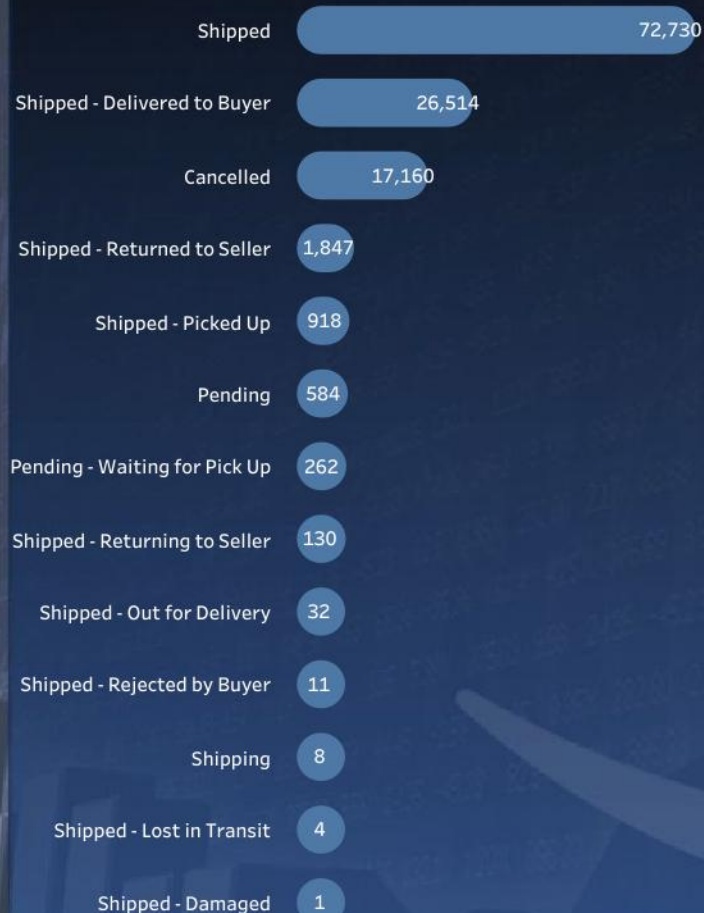 Shipped 72,730
Shipped - Delivered to Buyer 26,514
Cancelled 17,160
Shipped - Returned to Seller 1,847
Shipped - Picked Up 918
Pending 584
Pending - Waiting for Pick Up 262
Shipped - Returning to Seller 130
Shipped - Out for Delivery 32
Shipped - Rejected by Buyer 11
Shipping 8
Shipped - Lost in Transit 4
Shipped - Damaged 1